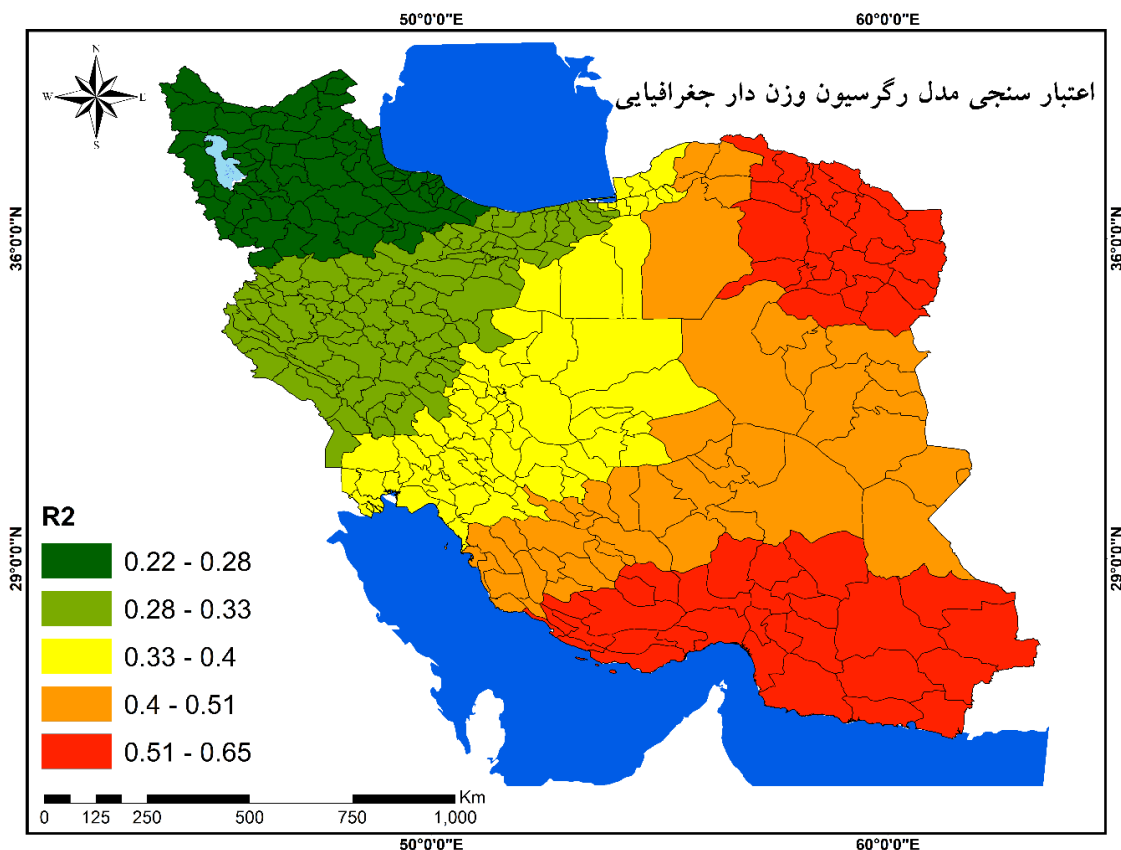 50°0'0"E 60°0'0"E
N
W E
S
اعتبار سنجی مدل رگرسیون وزن دار جغرافیایی
36°0'0"N 36°0'0"N
29°0'0"N 29°0'0"N
R2
0.22 - 0.28
0.28 - 0.33
0.33 - 0.4
0.4 - 0.51
0.51 - 0.65
Km
0 125 250 500 750 1,000
50°0'0"E 60°0'0"E